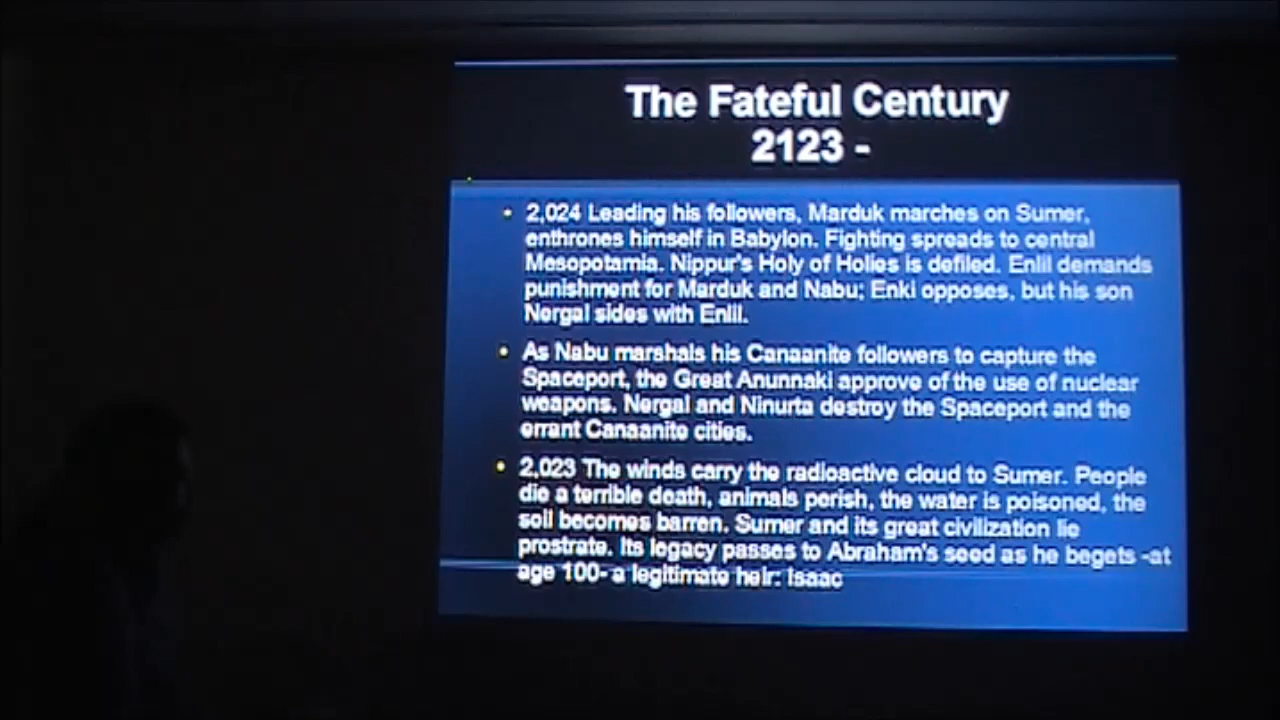 The Fateful Century
2123 -
• 2,024 Leading his followers, Marduk marches on Sumer,
enthrones himself in Babylon. Fighting spreads to central
Mesopotamia. Nippur's Holy of Holies is defiled. Enlil demands
punishment for Marduk and Nabu; Enki opposes, but his son
Nergal sides with Enlil.
• As Nabu marshals his Canaanite followers to capture the
Spaceport, the Great Anunnaki approve of the use of nuclear
weapons. Nergal and Ninurta destroy the Spaceport and the
errant Canaanite cities.
• 2,023 The winds carry the radioactive cloud to Sumer. People
die a terrible death, animals perish, the water is poisoned, the
soil becomes barren. Sumer and its great civilization lie
prostrate. Its legacy passes to Abraham's seed as he begets -at
age 100- a legitimate heir: Isaac